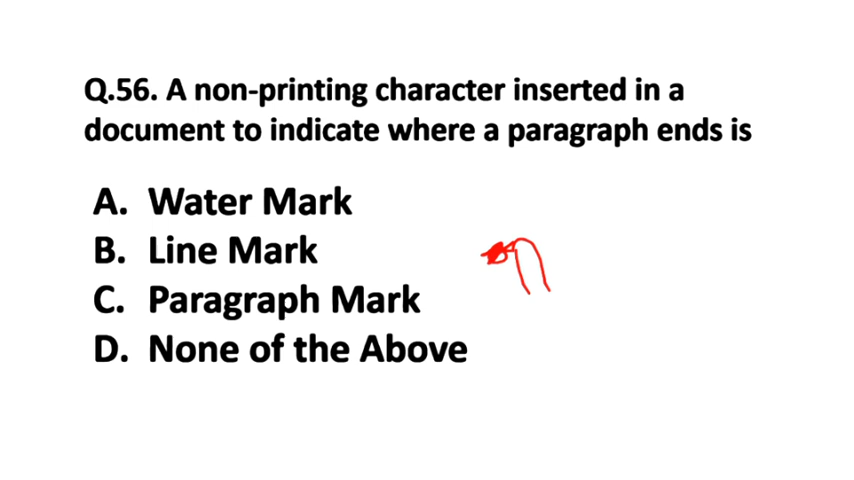 Q.56. A non-printing character inserted in a
document to indicate where a paragraph ends is
A. Water Mark
B. Line Mark
C. Paragraph Mark
D. None of the Above